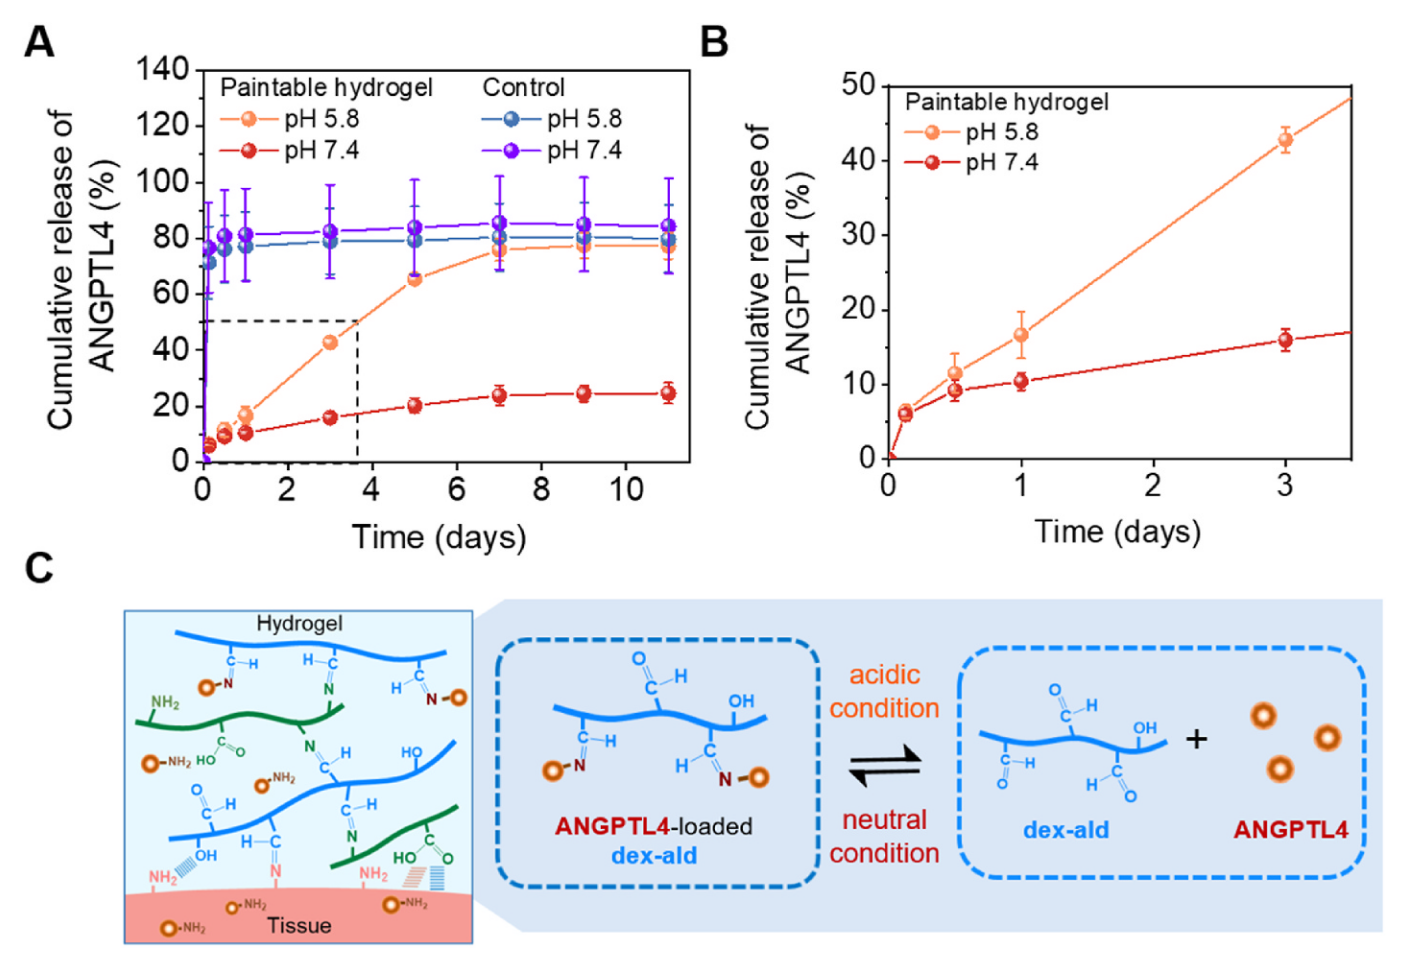 A
Cumulative release of
ANGPTL4 (%)
140
120
100
80
60
40
20
0
Paintable hydrogel
pH 5.8
pH 7.4
Control
pH 5.8
pH 7.4
0 2 4 6 8 10
Time (days)
B
Cumulative release of
ANGPTL4 (%)
50
40
30
20
10
0
Paintable hydrogel
pH 5.8
pH 7.4
0 1 2 3
Time (days)
C
Hydrogel
C H
N
H C
N
C
H
N
NH2
C
HO O
NH2
N
C H
HO
NH2
O
C H
C
H
N
OH
H C
N
C
HO O
NH2
NH2
NH2
NH2
NH2
Tissue
O
C H
OH
C H
N
C
H
N
ANGPTL4-loaded
dex-ald
acidic
condition
neutral
condition
O
C H
OH
C H
O
C
H
O
dex-ald
+
ANGPTL4